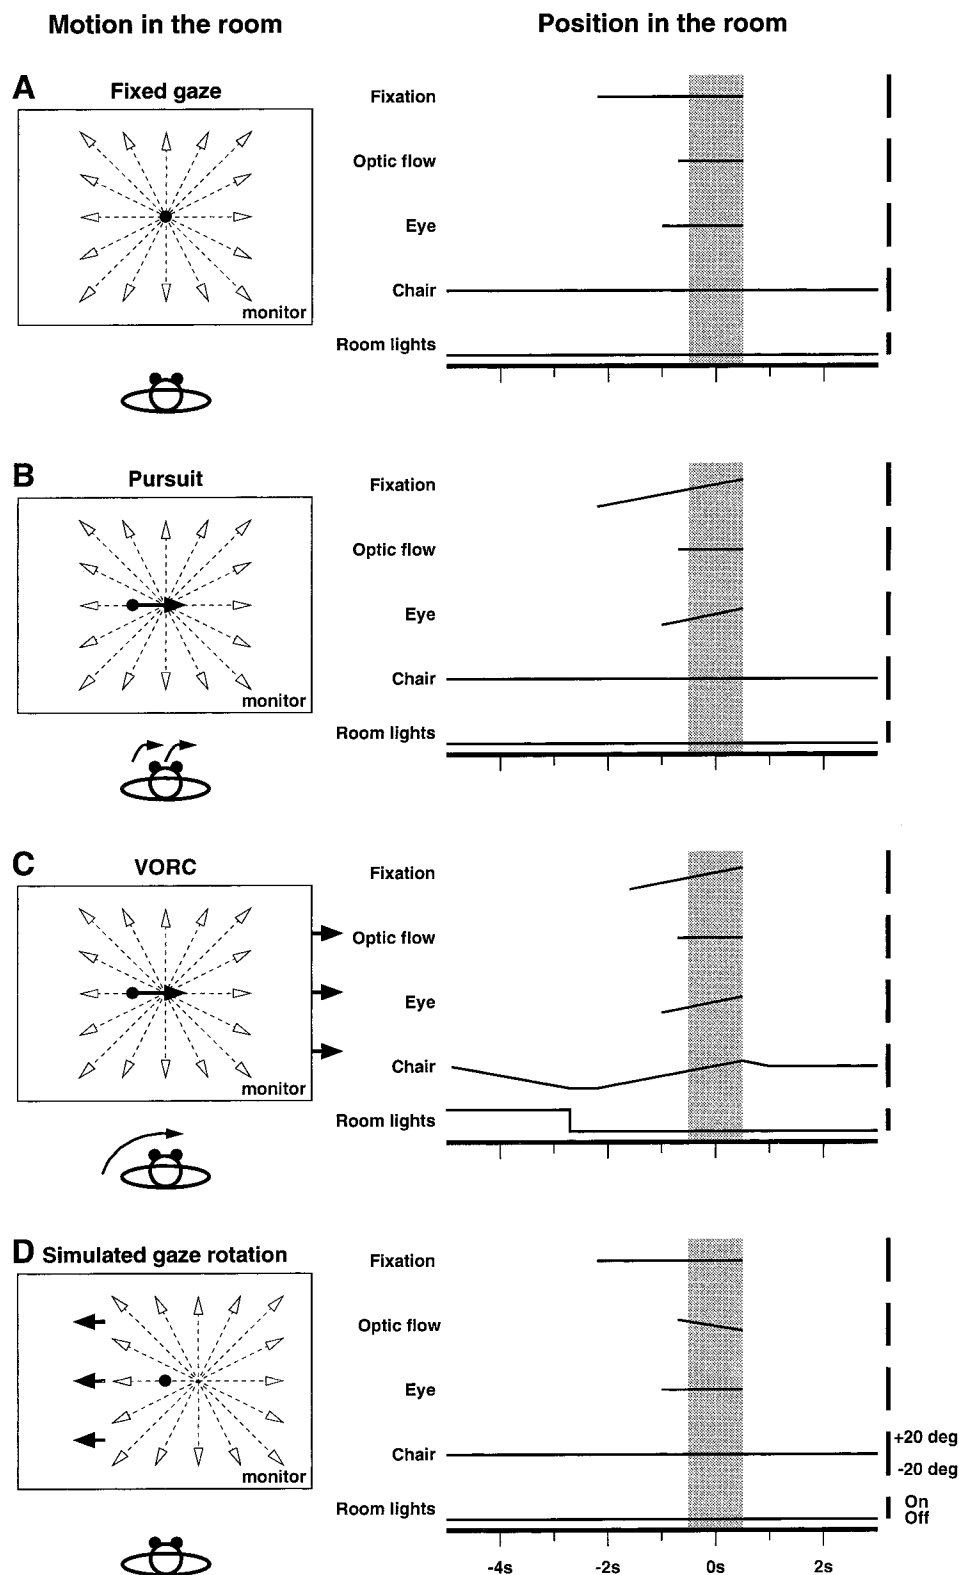 Motion in the room
Position in the room
A
Fixed gaze
monitor
Fixation
Optic flow
Eye
Chair
Room lights
B
Pursuit
monitor
Fixation
Optic flow
Eye
Chair
Room lights
C
VORC
monitor
Fixation
Optic flow
Eye
Chair
Room lights
D Simulated gaze rotation
monitor
Fixation
Optic flow
Eye
Chair
+20 deg
-20 deg
Room lights
On
Off
-4s -2s 0s 2s